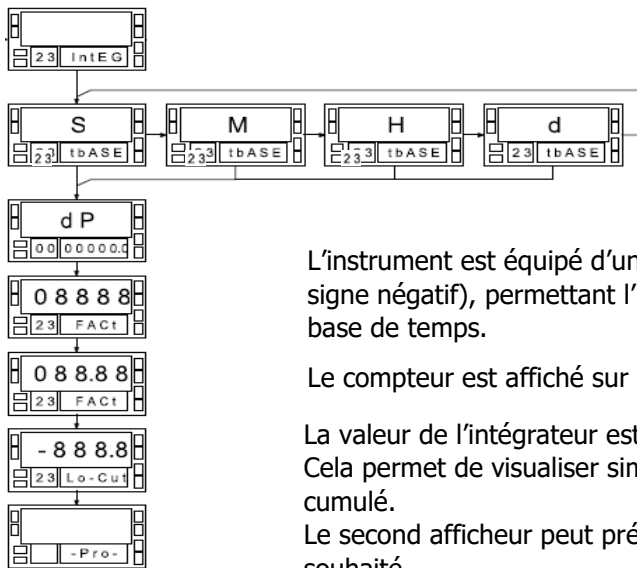 23 IntEG
S
M
H
d
23 tbASE
23 tbASE
23 tbASE
23 tbASE
dP
00 00000.0
L'instrument est équipé d'un
signe négatif), permettant l'
base de temps.
08888
23 FACt
Le compteur est affiché sur
088.88
23 FACt
La valeur de l'intégrateur est
Cela permet de visualiser sim
cumulé.
-888.8
23 Lo-Cut
Le second afficheur peut pré
souhaité
-Pro-